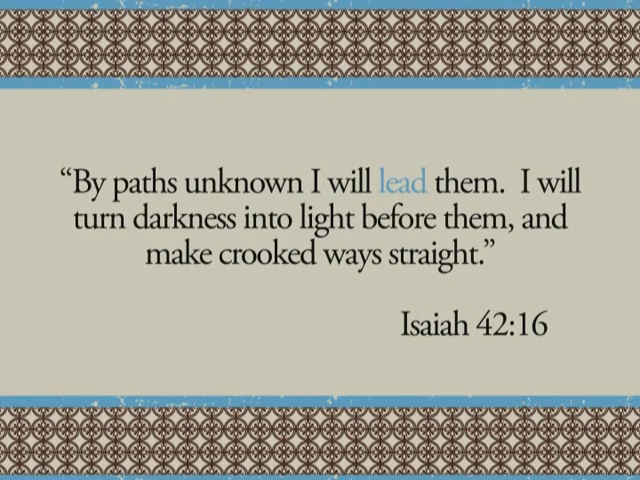 “By paths unknown I will lead them.  I will
turn darkness into light before them, and
make crooked ways straight.”
Isaiah 42:16